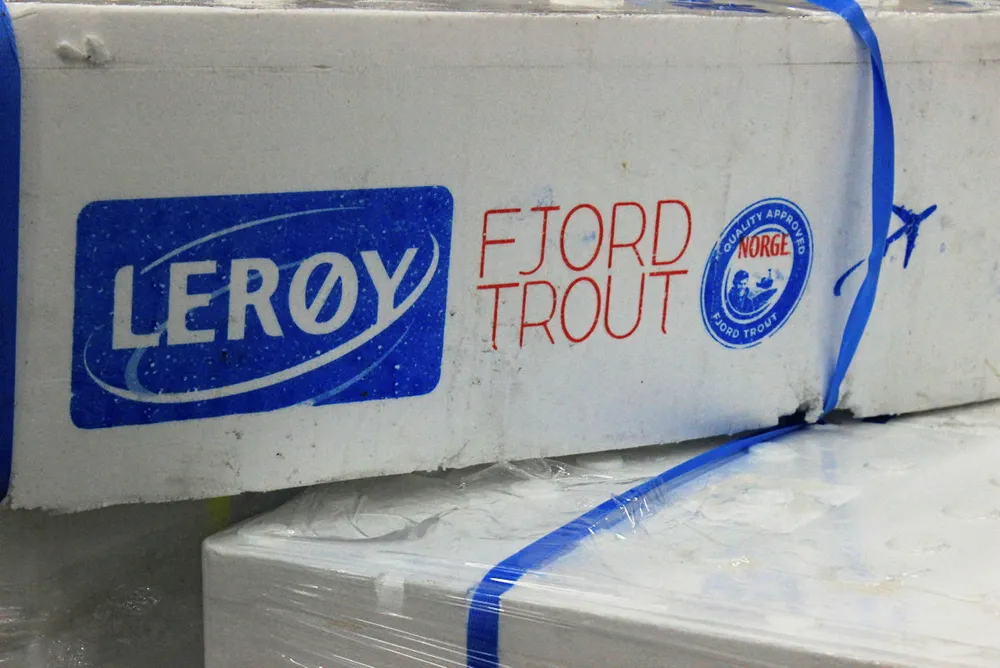 LERØY
FJORD
TROUT
QUALITY APPROVED
NORGE
FJORD TROUT